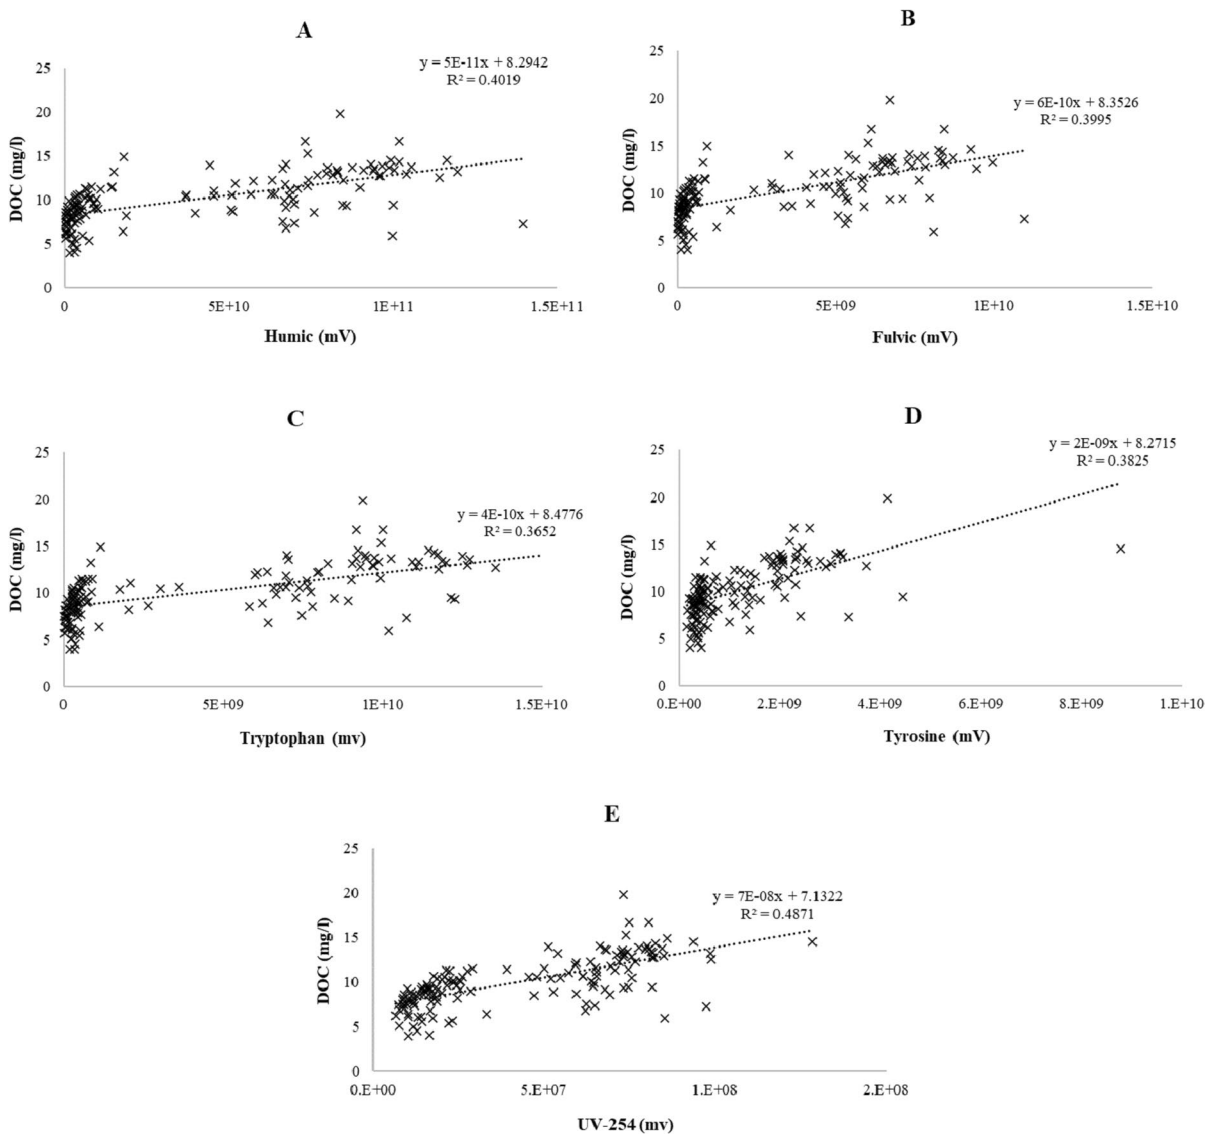 A
y = 5E-11x + 8.2942
R² = 0.4019
25
20
15
10
5
0
DOC (mg/l)
0 5E+10 1E+11 1.5E+11
Humic (mV)
B
y = 6E-10x + 8.3526
R² = 0.3995
25
20
15
10
5
0
DOC (mg/l)
0 5E+09 1E+10 1.5E+10
Fulvic (mV)
C
y = 4E-10x + 8.4776
R² = 0.3652
25
20
15
10
5
0
DOC (mg/l)
0 5E+09 1E+10 1.5E+10
Tryptophan (mv)
D
y = 2E-09x + 8.2715
R² = 0.3825
25
20
15
10
5
0
DOC (mg/l)
0.E+00 2.E+09 4.E+09 6.E+09 8.E+09 1.E+10
Tyrosine (mV)
E
y = 7E-08x + 7.1322
R² = 0.4871
25
20
15
10
5
0
DOC (mg/l)
0.E+00 5.E+07 1.E+08 2.E+08
UV-254 (mv)